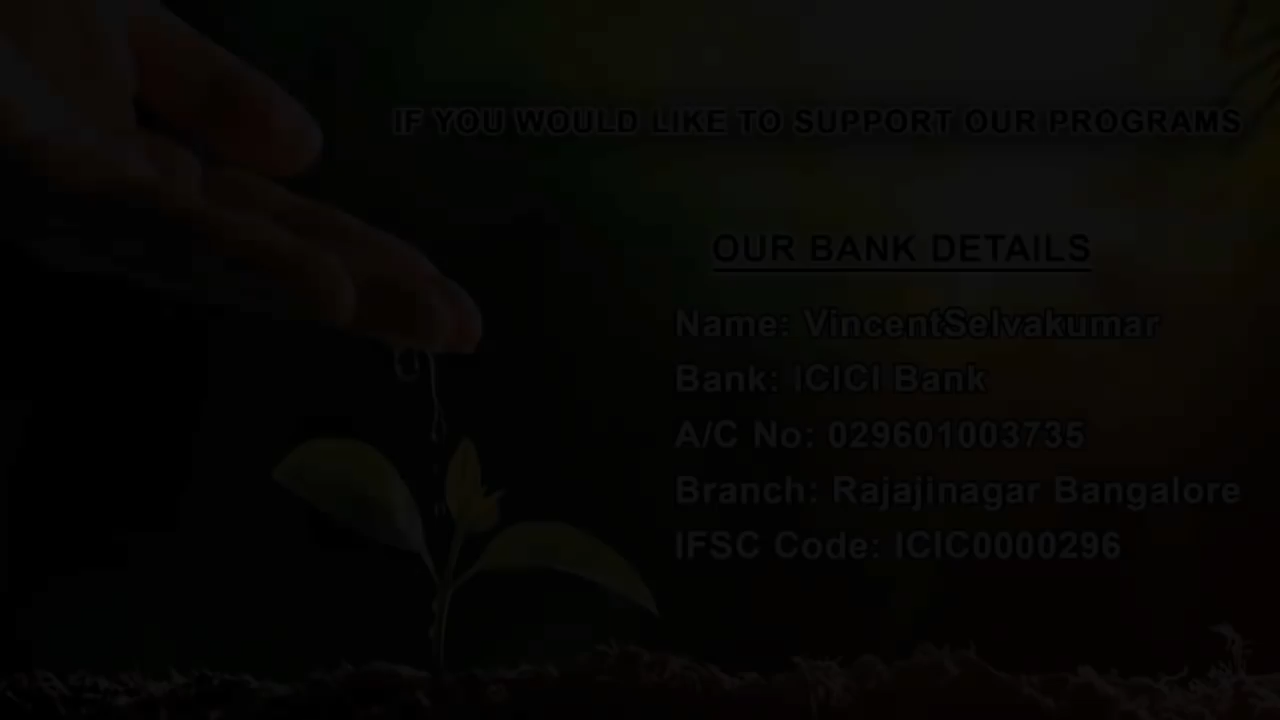 IF YOU WOULD LIKE TO SUPPORT OUR PROGRAMS
OUR BANK DETAILS
Name: VincentSelvakumar
Bank: ICICI Bank
A/C No: 029601003735
Branch: Rajajinagar Bangalore
IFSC Code: ICIC0000296